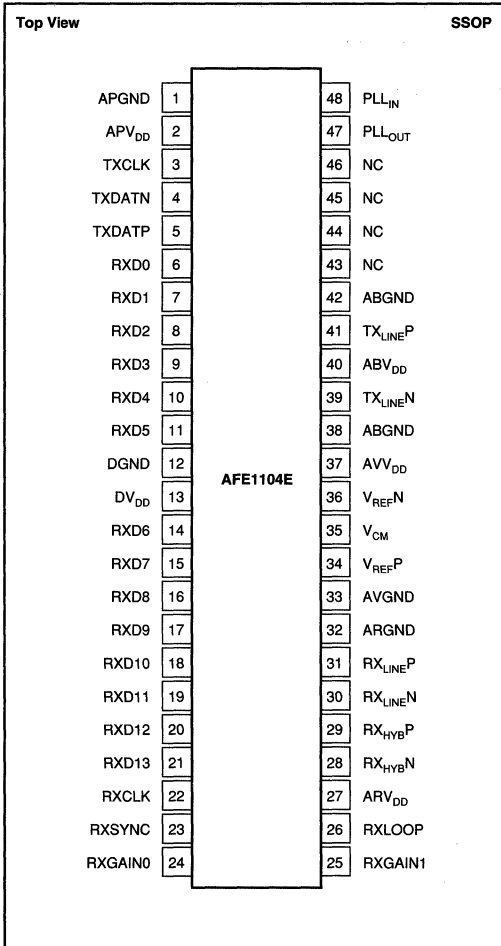 Top View SSOP
APGND 1 48 PLLIN
APVDD 2 47 PLLOUT
TXCLK 3 46 NC
TXDATN 4 45 NC
TXDATP 5 44 NC
RXD0 6 43 NC
RXD1 7 42 ABGND
RXD2 8 41 TXLINEP
RXD3 9 40 ABVDD
RXD4 10 39 TXLINEN
RXD5 11 38 ABGND
DGND 12 37 AVVDD
AFE1104E
DVDD 13 36 VREFN
RXD6 14 35 VCM
RXD7 15 34 VREFP
RXD8 16 33 AVGND
RXD9 17 32 ARGND
RXD10 18 31 RXLINEP
RXD11 19 30 RXLINEN
RXD12 20 29 RXHYBP
RXD13 21 28 RXHYBN
RXCLK 22 27 ARVDD
RXSYNC 23 26 RXLOOP
RXGAIN0 24 25 RXGAIN1